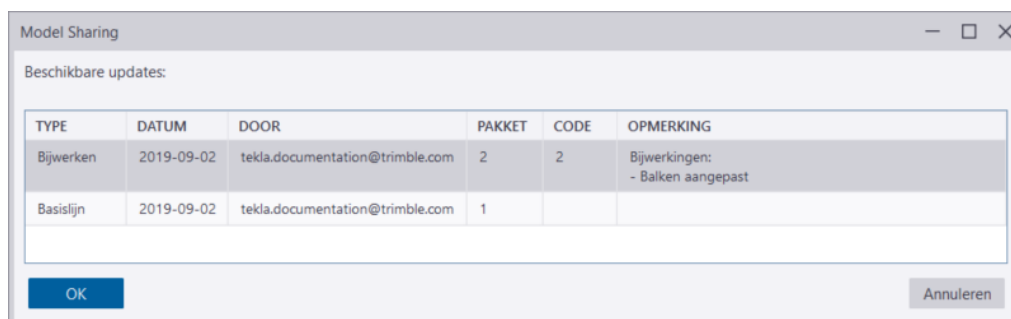 Model Sharing
Beschikbare updates:
TYPE DATUM DOOR PAKKET CODE OPMERKING
Bijwerken 2019-09-02 tekla.documentation@trimble.com 2 2 Bijwerkingen:
- Balken aangepast
Basislijn 2019-09-02 tekla.documentation@trimble.com 1
OK Annuleren